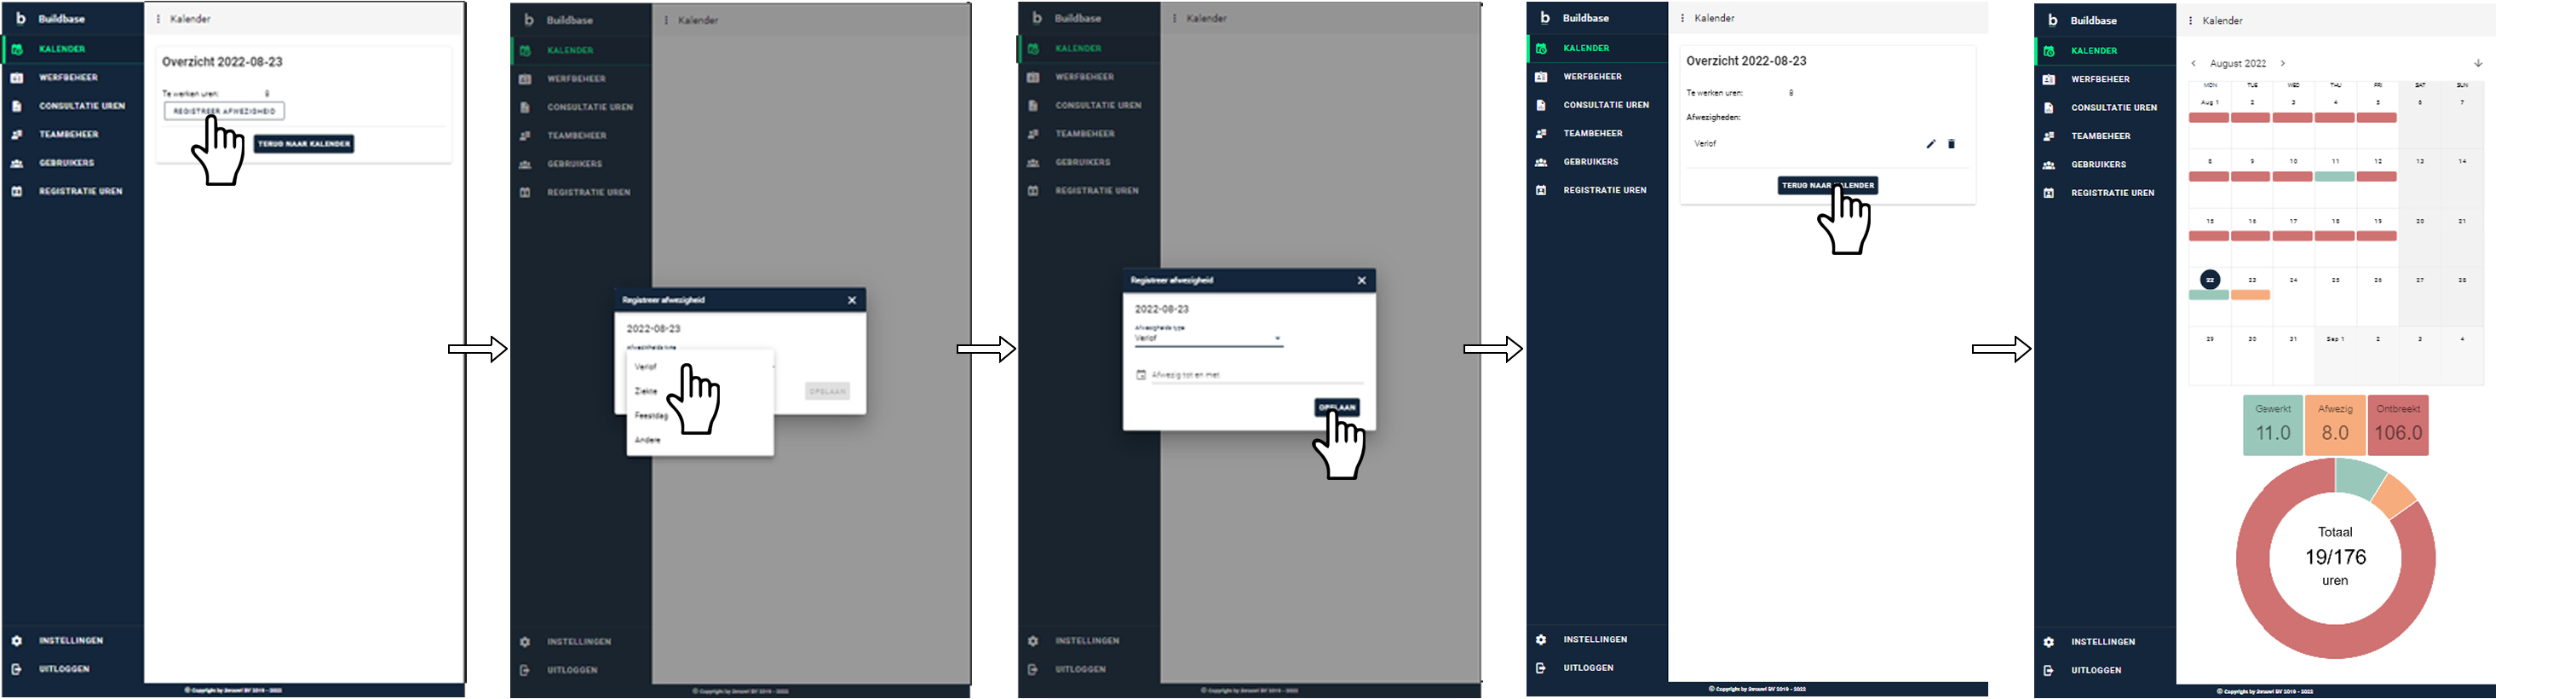 Buildbase
Kalender
KALENDER
WERFBEHEER
CONSULTATIE UREN
TEAMBEHEER
GEBRUIKERS
REGISTRATIE UREN
Overzicht 2022-08-23
Te werken uren: 8
REGISTREER AFWEZIGHEID
TERUG NAAR KALENDER
INSTELLINGEN
UITLOGGEN
© Copyright by 2mauwi BV 2019 - 2022
Buildbase
Kalender
KALENDER
WERFBEHEER
CONSULTATIE UREN
TEAMBEHEER
GEBRUIKERS
REGISTRATIE UREN
Registreer afwezigheid
2022-08-23
Afwezigheids type
Verlof
Ziekte
Feestdag
Andere
OPSLAAN
INSTELLINGEN
UITLOGGEN
© Copyright by BV 2019 - 2022
Buildbase
Kalender
KALENDER
WERFBEHEER
CONSULTATIE UREN
TEAMBEHEER
GEBRUIKERS
REGISTRATIE UREN
Registreer afwezigheid
2022-08-23
Afwezigheids type
Verlof
Afwezig tot en met
OPSLAAN
INSTELLINGEN
UITLOGGEN
© Copyright by BV 2019 - 2022
Buildbase
Kalender
KALENDER
WERFBEHEER
CONSULTATIE UREN
TEAMBEHEER
GEBRUIKERS
REGISTRATIE UREN
Overzicht 2022-08-23
Te werken uren: 8
Afwezigheden:
Verlof
TERUG NAAR KALENDER
INSTELLINGEN
UITLOGGEN
© Copyright by BV 2019 - 2022
Buildbase
Kalender
KALENDER
WERFBEHEER
CONSULTATIE UREN
TEAMBEHEER
GEBRUIKERS
REGISTRATIE UREN
August 2022
MON TUE WED THU FRI SAT SUN
Aug 1 2 3 4 5 6 7
8 9 10 11 12 13 14
15 16 17 18 19 20 21
22 23 24 25 26 27 28
29 30 31 Sep 1 2 3 4
Gewerkt Afwezig Ontbreekt
11.0 8.0 106.0
Totaal
19/176
uren
INSTELLINGEN
UITLOGGEN
© Copyright by BV 2019 - 2022